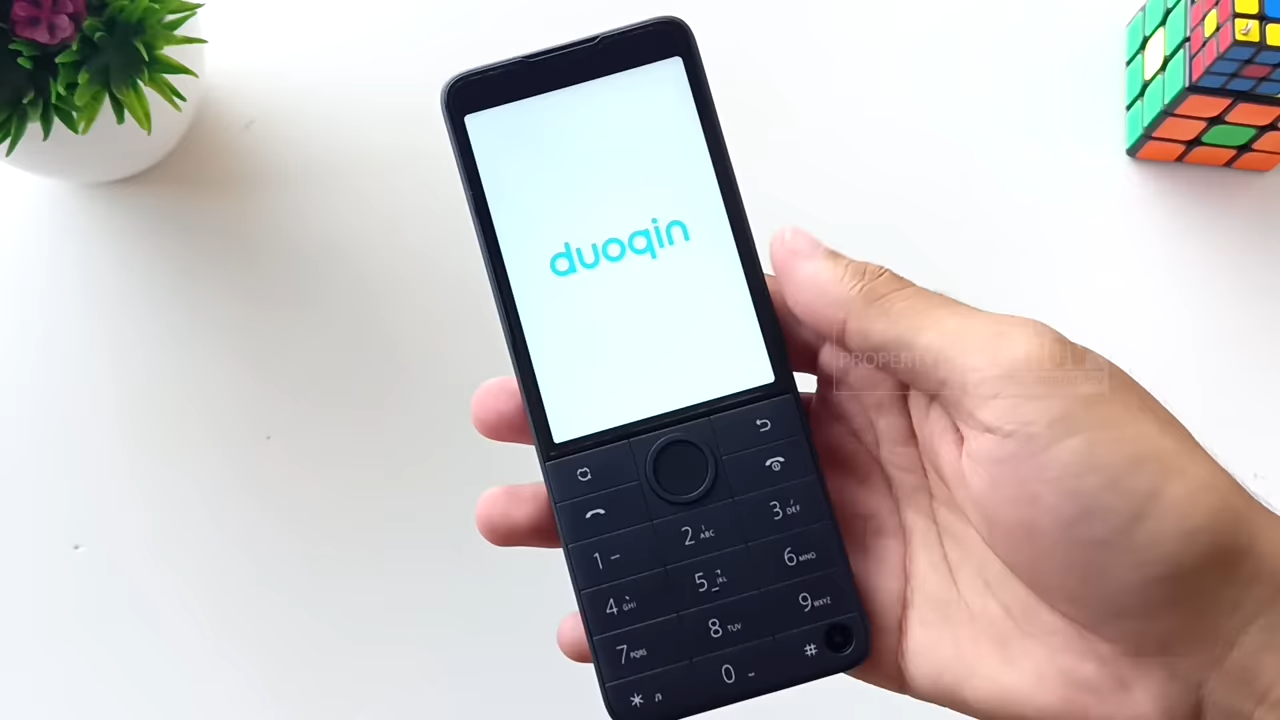 duoqin
1
2 ABC
3 DEF
4 GHI
5 JKL
6 MNO
7 PQRS
8 TUV
9 WXYZ
*
0
#
PROPERTY